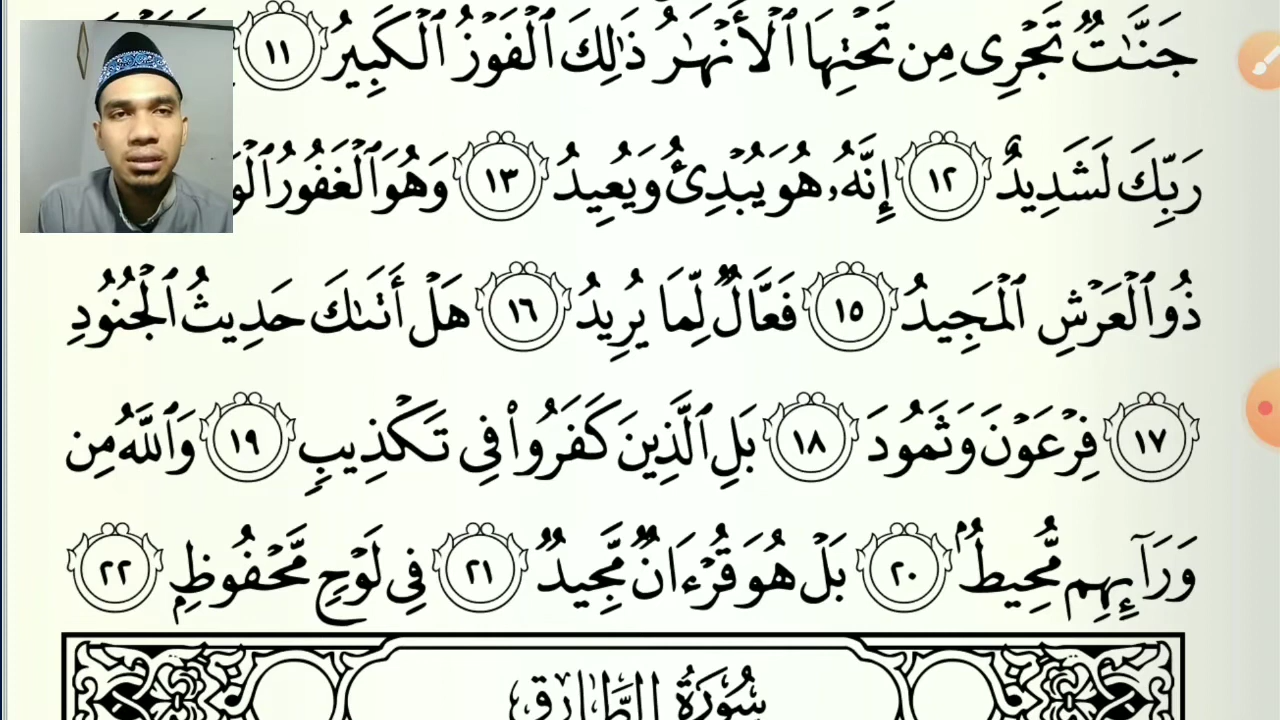 جَنَّٰتٌ تَجْرِى مِن تَحْتِهَا ٱلْأَنْهَٰرُ ذَٰلِكَ ٱلْفَوْزُ ٱلْكَبِيرُ ١١
رَبِّكَ لَشَدِيدٌ ١٢ إِنَّهُۥ هُوَ يُبْدِئُ وَيُعِيدُ ١٣ وَهُوَ ٱلْغَفُورُ
ذُو ٱلْعَرْشِ ٱلْمَجِيدُ ١٥ فَعَّالٌ لِّمَا يُرِيدُ ١٦ هَلْ أَتَىٰكَ حَدِيثُ ٱلْجُنُودِ
١٧ فِرْعَوْنَ وَثَمُودَ ١٨ بَلِ ٱلَّذِينَ كَفَرُوا۟ فِى تَكْذِيبٍ ١٩ وَٱللَّهُ مِن
وَرَآئِهِم مُّحِيطٌۢ ٢٠ بَلْ هُوَ قُرْءَانٌ مَّجِيدٌ ٢١ فِى لَوْحٍ مَّحْفُوظٍۭ ٢٢
سُورَةُ الطَّارِقِ